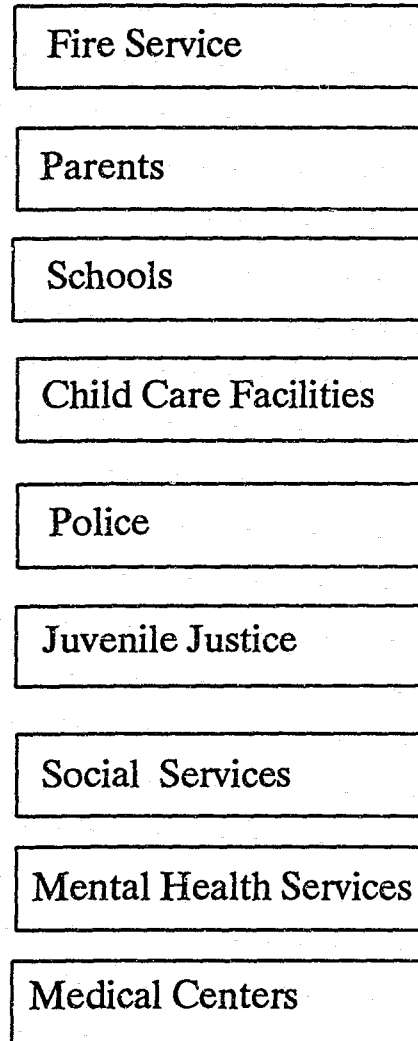 Fire Service
Parents
Schools
Child Care Facilities
Police
Juvenile Justice
Social Services
Mental Health Services
Medical Centers